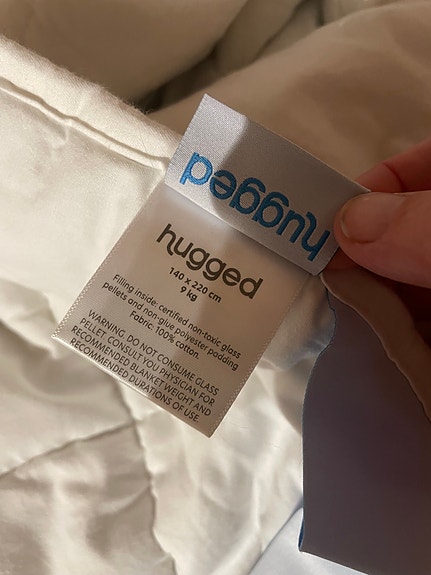 hugged
hugged
140 x 220 cm
9 kg
Filling inside: certified non-toxic glass
pellets and non-glue polyester padding
Fabric: 100% cotton
WARNING: DO NOT CONSUME GLASS
PELLET. CONSULT YOU PHYSICIAN FOR
RECOMMENDED BLANKET WEIGHT AND
RECOMMENDED DURATIONS OF USE.